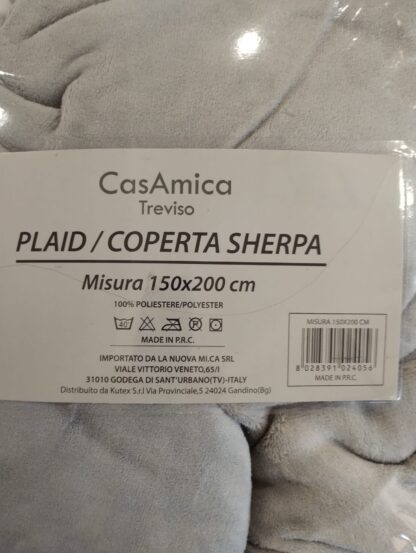 CasAmica
Treviso
PLAID / COPERTA SHERPA
Misura 150x200 cm
100% POLIESTERE/POLYESTER
40
MADE IN P.R.C.
IMPORTATO DA LA NUOVA MI.CA SRL
VIALE VITTORIO VENETO,65/I
31010 GODEGA DI SANT'URBANO(TV)-ITALY
Distribuito da Kutex S.r.l Via Provinciale,5 24024 Gandino(Bg)
MISURA 150X200 CM
8 028391 024056
MADE IN P.R.C.